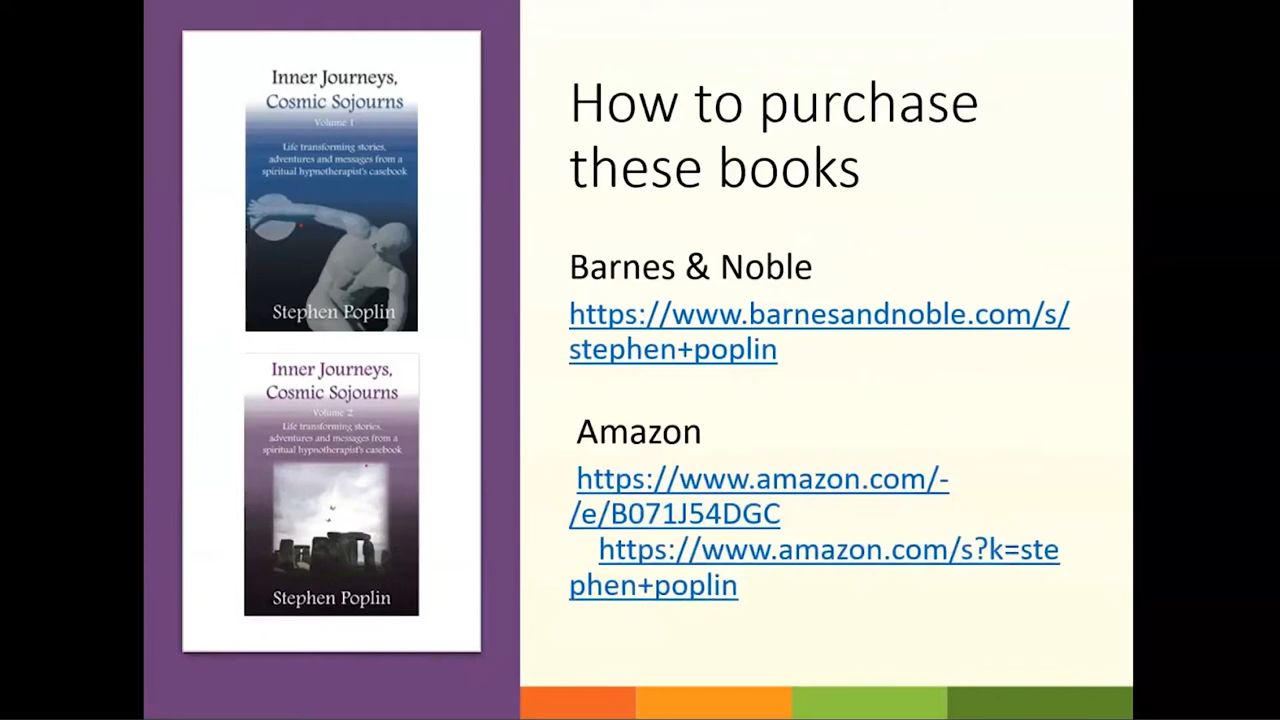 Inner Journeys,
Cosmic Sojourns
Volume 1
Life transforming stories,
adventures and messages from a
spiritual hypnotherapist's casebook
Stephen Poplin
Inner Journeys,
Cosmic Sojourns
Volume 2
Life transforming stories,
adventures and messages from a
spiritual hypnotherapist's casebook
Stephen Poplin
How to purchase
these books
Barnes & Noble
https://www.barnesandnoble.com/s/
stephen+poplin
Amazon
https://www.amazon.com/-
/e/B071J54DGC
https://www.amazon.com/s?k=ste
phen+poplin